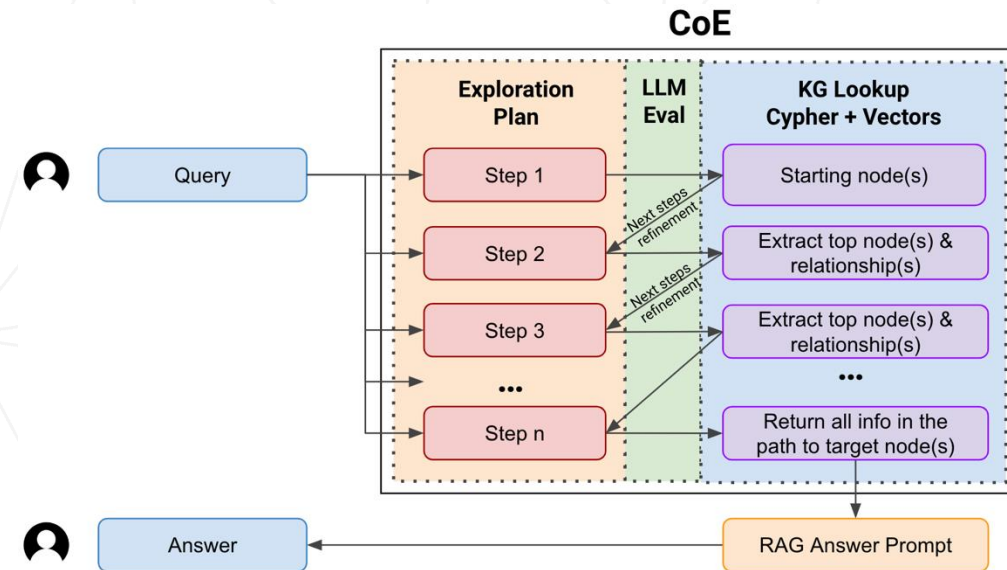 CoE
Exploration
Plan
LLM
Eval
KG Lookup
Cypher + Vectors
Query
Step 1
Starting node(s)
Next steps
refinement
Step 2
Extract top node(s) &
relationship(s)
Next steps
refinement
Step 3
Extract top node(s) &
relationship(s)
...
...
Step n
Return all info in the
path to target node(s)
Answer
RAG Answer Prompt